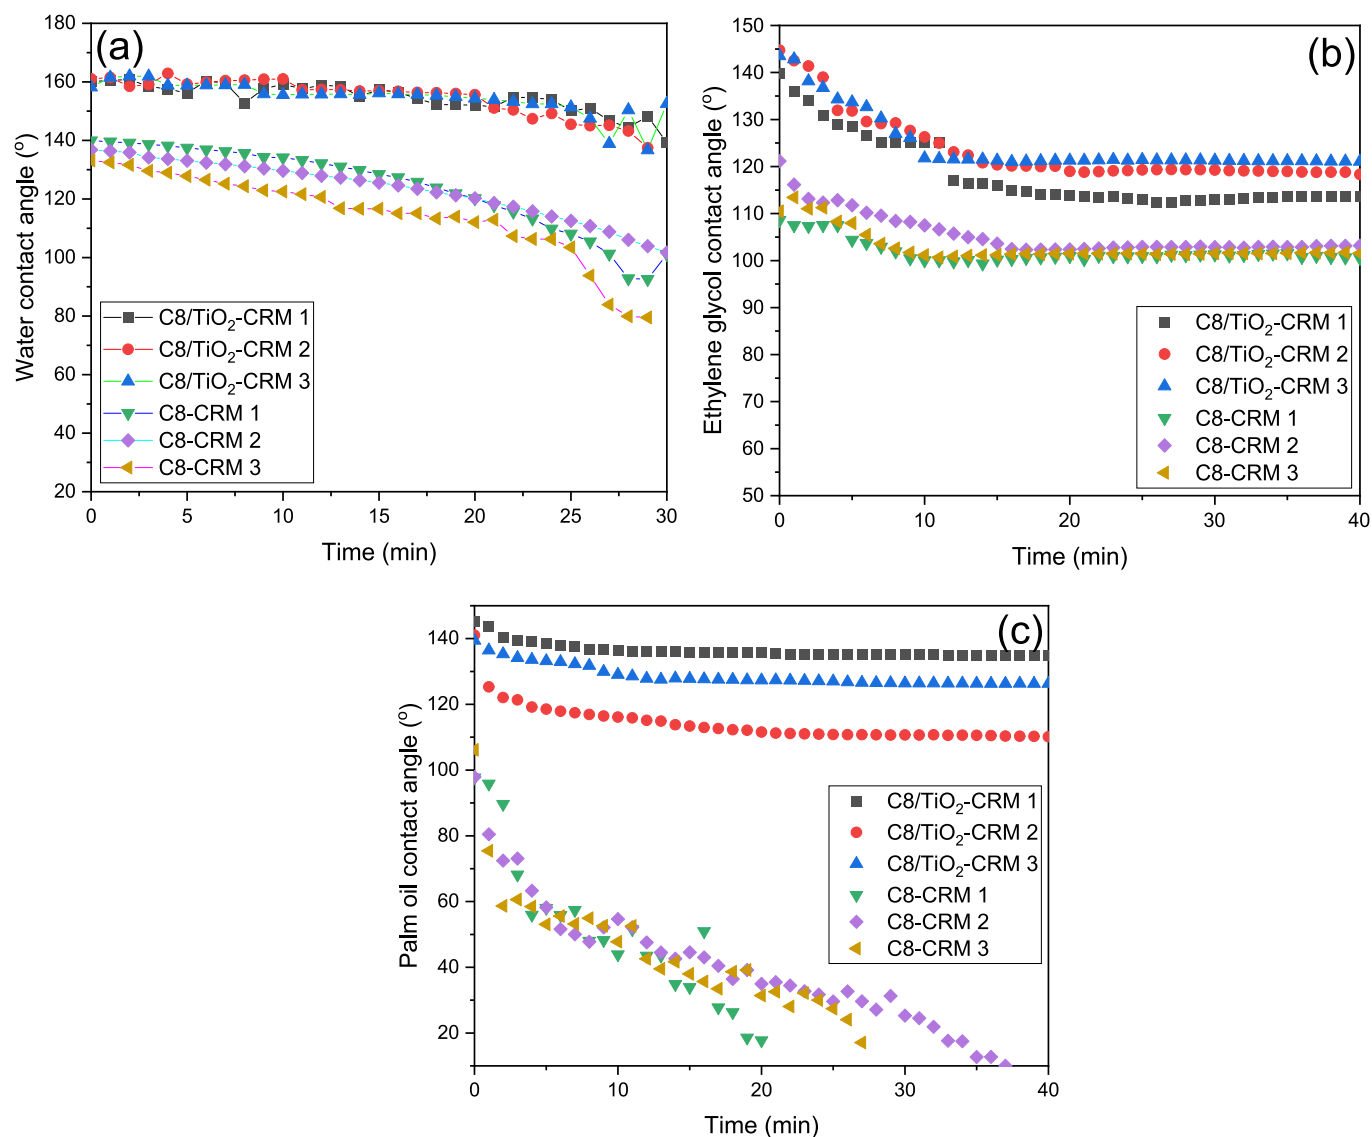 (a)
Water contact angle (°)
180
160
140
120
100
80
60
40
20
0
5
10
15
20
25
30
Time (min)
C8/TiO₂-CRM 1
C8/TiO₂-CRM 2
C8/TiO₂-CRM 3
C8-CRM 1
C8-CRM 2
C8-CRM 3
(b)
Ethylene glycol contact angle (°)
150
145
140
130
120
110
100
90
80
70
60
50
0
10
20
30
40
Time (min)
C8/TiO₂-CRM 1
C8/TiO₂-CRM 2
C8/TiO₂-CRM 3
C8-CRM 1
C8-CRM 2
C8-CRM 3
(c)
Palm oil contact angle (°)
140
120
100
80
60
40
20
0
10
20
30
40
Time (min)
C8/TiO₂-CRM 1
C8/TiO₂-CRM 2
C8/TiO₂-CRM 3
C8-CRM 1
C8-CRM 2
C8-CRM 3